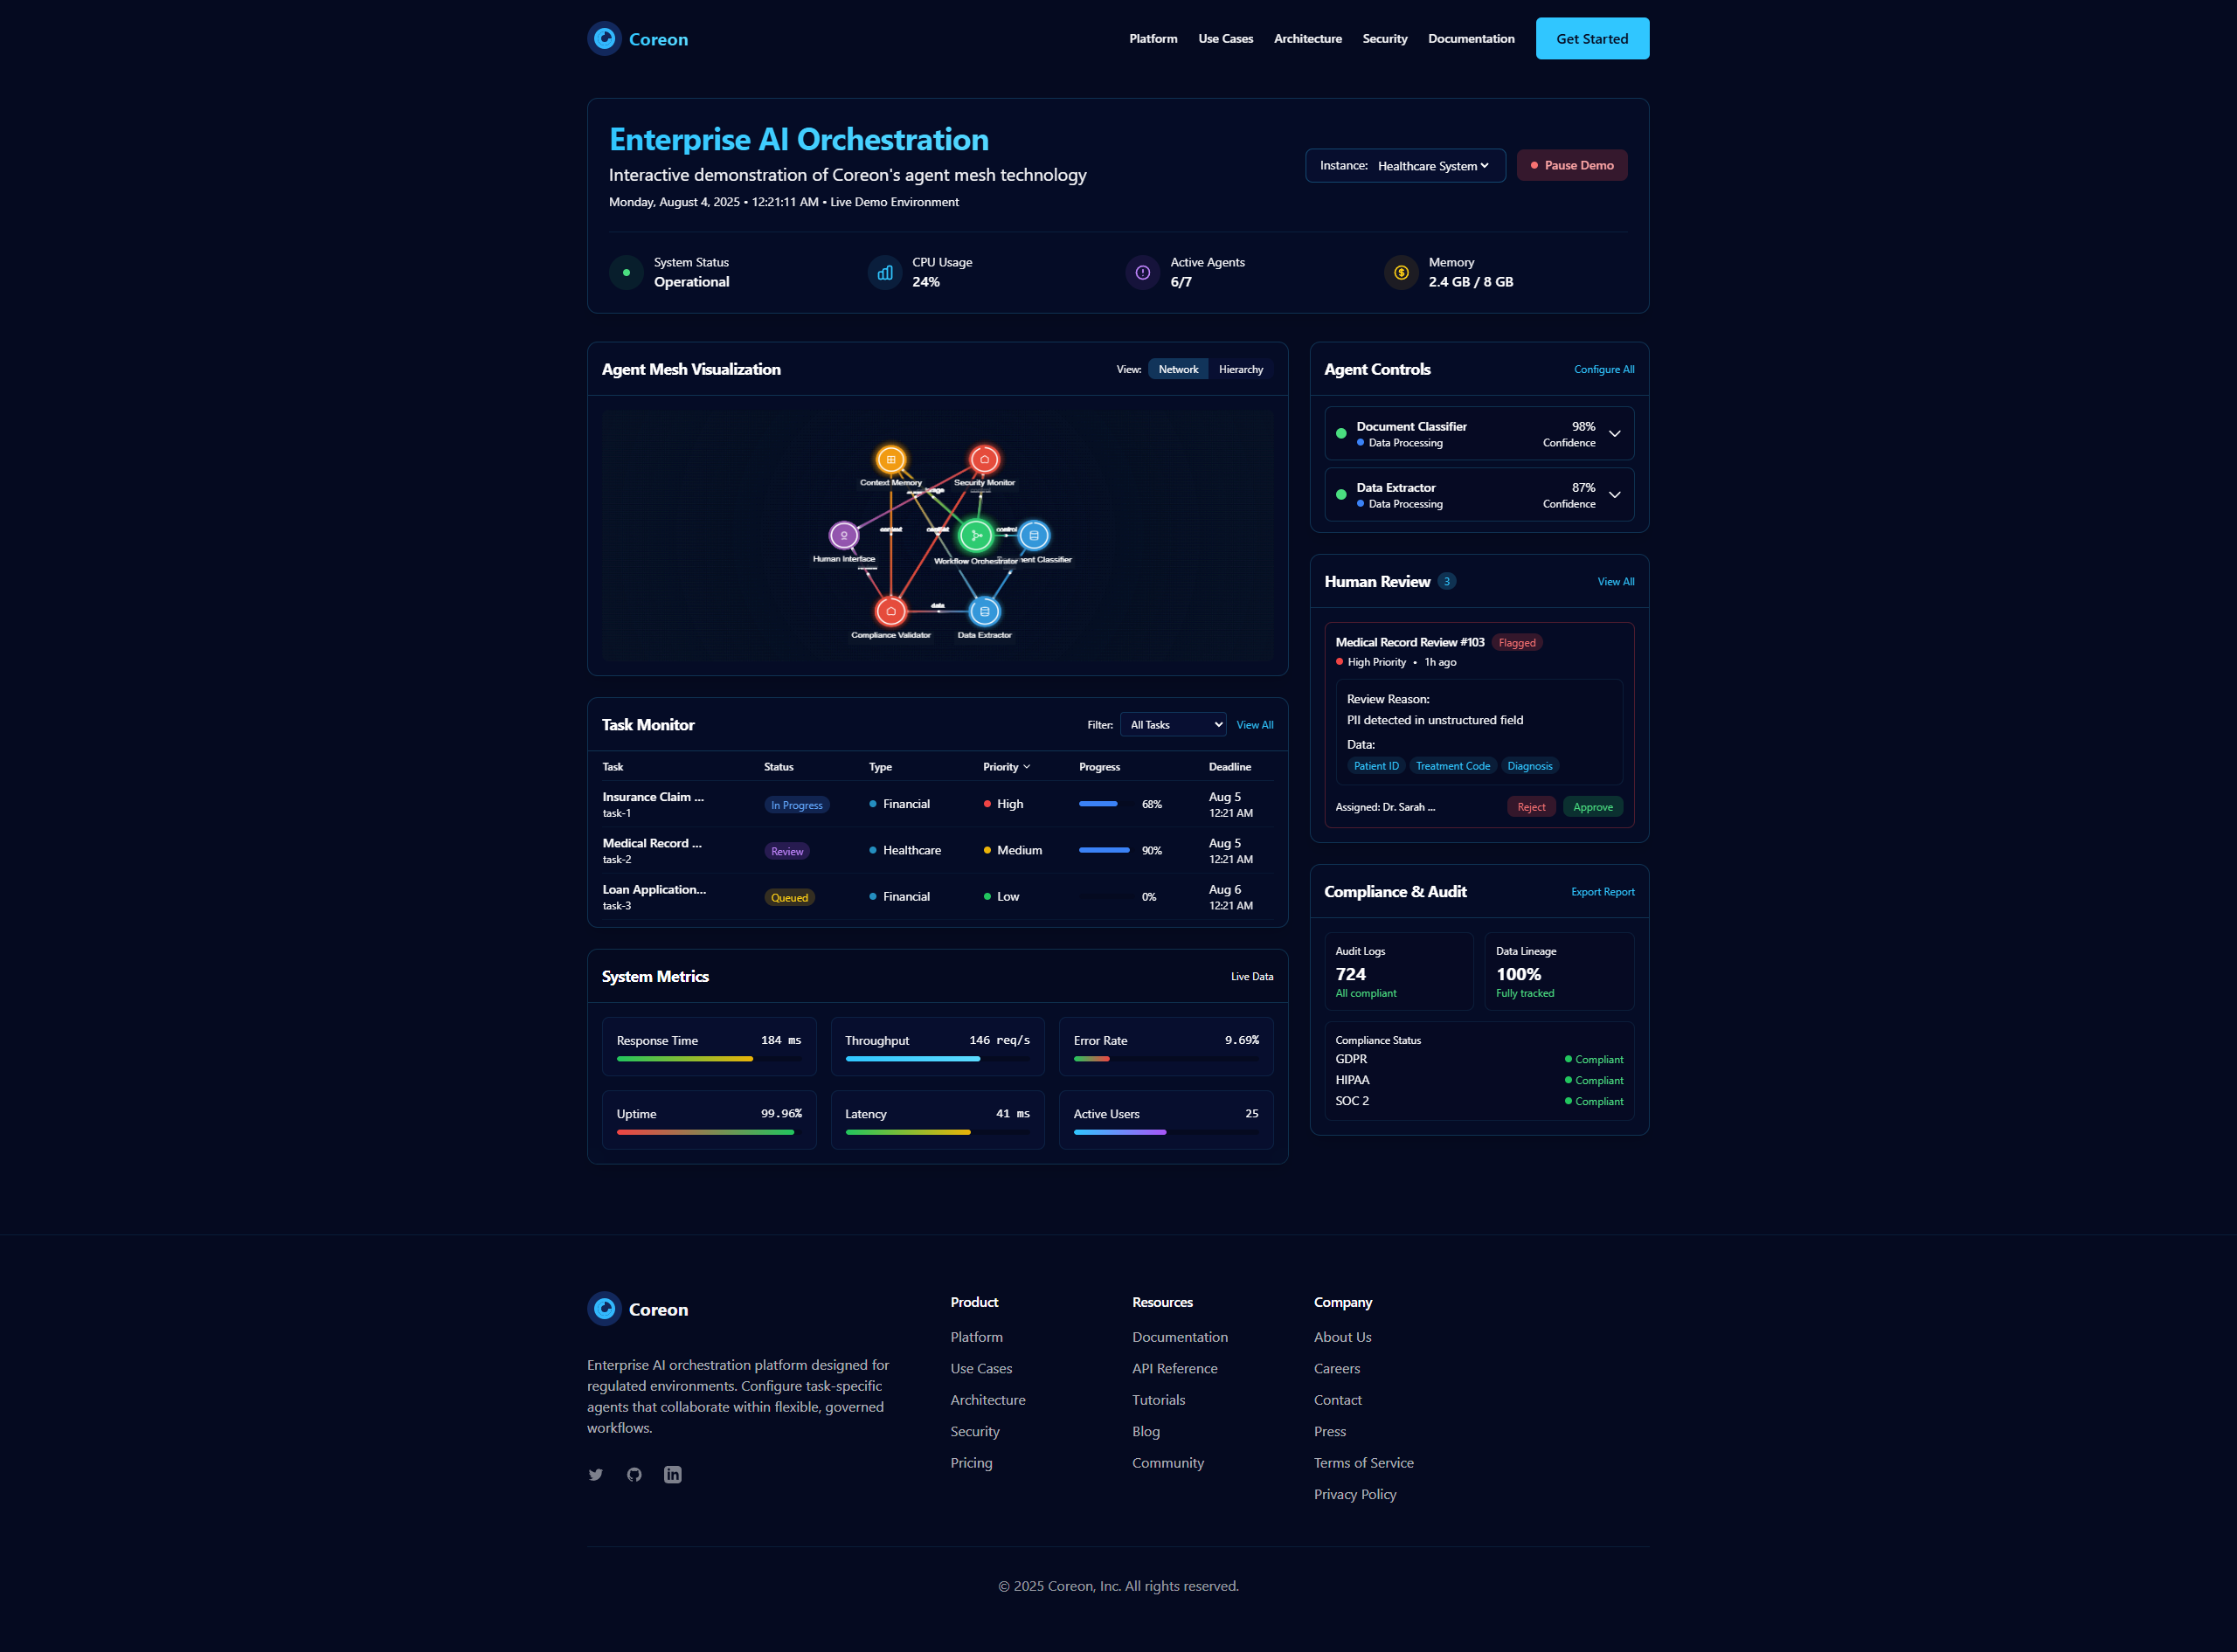 Coreon
Platform
Use Cases
Architecture
Security
Documentation
Get Started
Enterprise AI Orchestration
Interactive demonstration of Coreon's agent mesh technology
Monday, August 4, 2025 • 12:21:11 AM • Live Demo Environment
Instance: Healthcare System
Pause Demo
System Status
Operational
CPU Usage
24%
Active Agents
6/7
Memory
2.4 GB / 8 GB
Agent Mesh Visualization
View: Network Hierarchy
Context Memory
Security Monitor
context
control
Human Interface
Workflow Orchestrator
ent Classifier
data
Compliance Validator
Data Extractor
Task Monitor
Filter: All Tasks View All
Task Status Type Priority Progress Deadline
Insurance Claim ... In Progress Financial High 68% Aug 5
task-1 12:21 AM
Medical Record ... Review Healthcare Medium 90% Aug 5
task-2 12:21 AM
Loan Application... Queued Financial Low 0% Aug 6
task-3 12:21 AM
System Metrics
Live Data
Response Time 184 ms
Throughput 146 req/s
Error Rate 9.69%
Uptime 99.96%
Latency 41 ms
Active Users 25
Agent Controls
Configure All
Document Classifier 98%
Data Processing Confidence
Data Extractor 87%
Data Processing Confidence
Human Review 3
View All
Medical Record Review #103 Flagged
High Priority • 1h ago
Review Reason:
PII detected in unstructured field
Data:
Patient ID Treatment Code Diagnosis
Assigned: Dr. Sarah ... Reject Approve
Compliance & Audit
Export Report
Audit Logs
724
All compliant
Data Lineage
100%
Fully tracked
Compliance Status
GDPR Compliant
HIPAA Compliant
SOC 2 Compliant
Coreon
Enterprise AI orchestration platform designed for
regulated environments. Configure task-specific
agents that collaborate within flexible, governed
workflows.
Product
Platform
Use Cases
Architecture
Security
Pricing
Resources
Documentation
API Reference
Tutorials
Blog
Community
Company
About Us
Careers
Contact
Press
Terms of Service
Privacy Policy
© 2025 Coreon, Inc. All rights reserved.